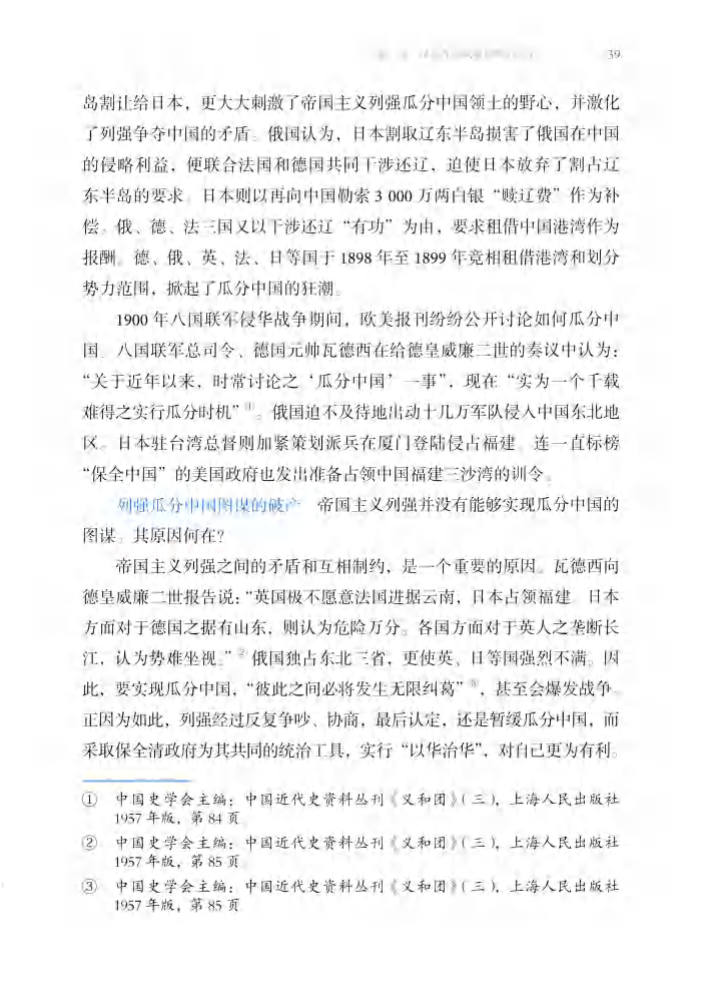 39
岛割让给日本，更大大刺激了帝国主义列强瓜分中国领土的野心，并激化
了列强争夺中国的矛盾。俄国认为，日本割取辽东半岛损害了俄国在中国
的侵略利益，便联合法国和德国共同干涉还辽，迫使日本放弃了割占辽
东半岛的要求。日本则以再向中国勒索 3 000 万两白银“赎辽费”作为补
偿。俄、德、法三国又以干涉还辽“有功”为由，要求租借中国港湾作为
报酬。德、俄、英、法、日等国于 1898 年至 1899 年竞相租借港湾和划分
势力范围，掀起了瓜分中国的狂潮。
1900 年八国联军侵华战争期间，欧美报刊纷纷公开讨论如何瓜分中
国。八国联军总司令、德国元帅瓦德西在给德皇威廉二世的奏议中认为：
“关于近年以来，时常讨论之‘瓜分中国’一事”，现在“实为一个千载
难得之实行瓜分时机”①。俄国迫不及待地出动十几万军队侵入中国东北地
区。日本驻台湾总督则加紧策划派兵在厦门登陆侵占福建。连一直标榜
“保全中国”的美国政府也发出准备占领中国福建三沙湾的训令。
列强瓜分中国图谋的破产 帝国主义列强并没有能够实现瓜分中国的
图谋。其原因何在？
帝国主义列强之间的矛盾和互相制约，是一个重要的原因。瓦德西向
德皇威廉二世报告说：“英国极不愿意法国进据云南，日本占领福建。日本
方面对于德国之据有山东，则认为危险万分。各国方面对于英人之垄断长
江，认为势难坐视。”②俄国独占东北三省，更使英、日等国强烈不满。因
此，要实现瓜分中国，“彼此之间必将发生无限纠葛”③，甚至会爆发战争。
正因为如此，列强经过反复争吵、协商，最后认定，还是暂缓瓜分中国，而
采取保全清政府为其共同的统治工具，实行“以华治华”，对自己更为有利。
① 中国史学会主编：中国近代史资料丛刊《义和团》（三），上海人民出版社
1957 年版，第 84 页。
② 中国史学会主编：中国近代史资料丛刊《义和团》（三），上海人民出版社
1957 年版，第 85 页。
③ 中国史学会主编：中国近代史资料丛刊《义和团》（三），上海人民出版社
1957 年版，第 85 页。